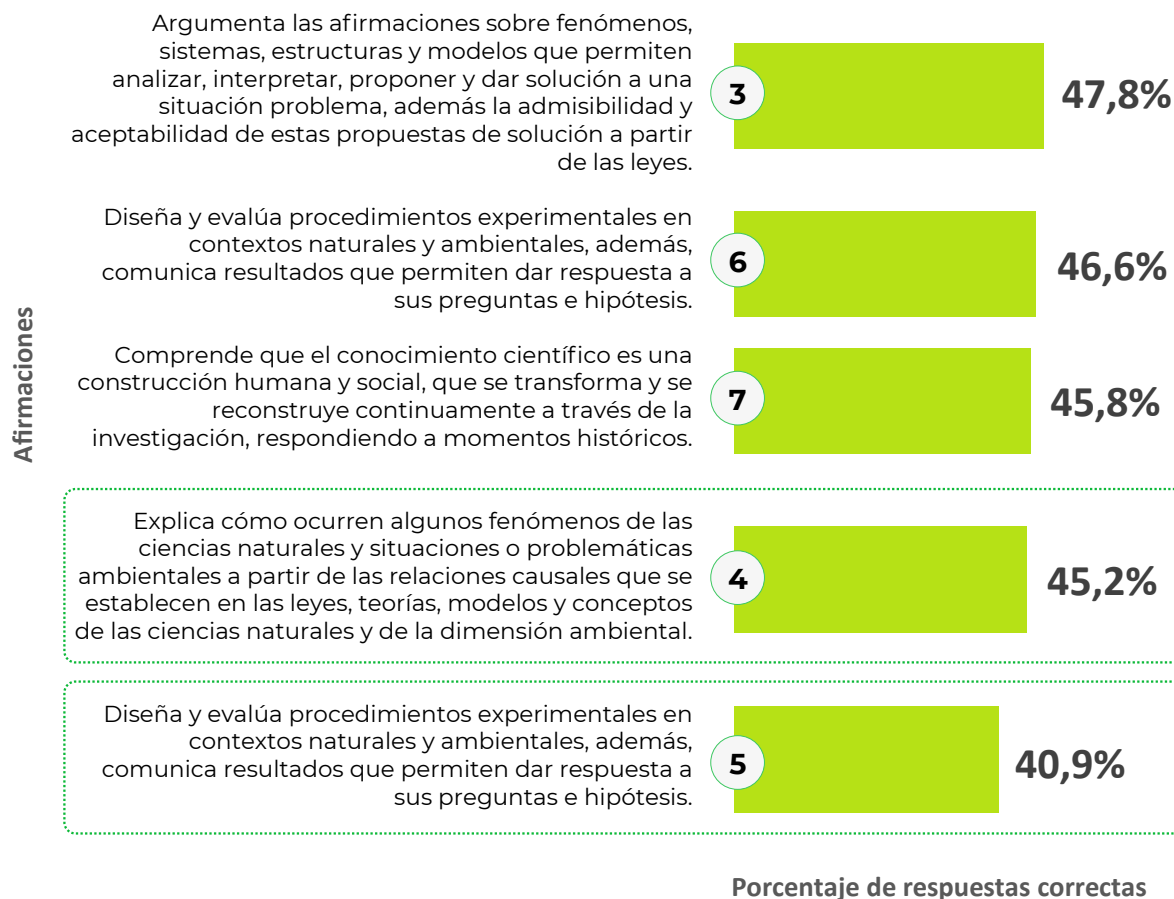 Argumenta las afirmaciones sobre fenómenos,
sistemas, estructuras y modelos que permiten
analizar, interpretar, proponer y dar solución a una
situación problema, además la admisibilidad y
aceptabilidad de estas propuestas de solución a partir
de las leyes.
3
47,8%
Diseña y evalúa procedimientos experimentales en
contextos naturales y ambientales, además,
comunica resultados que permiten dar respuesta a
sus preguntas e hipótesis.
6
46,6%
Afirmaciones
Comprende que el conocimiento científico es una
construcción humana y social, que se transforma y se
reconstruye continuamente a través de la
investigación, respondiendo a momentos históricos.
7
45,8%
Explica cómo ocurren algunos fenómenos de las
ciencias naturales y situaciones o problemáticas
ambientales a partir de las relaciones causales que se
establecen en las leyes, teorías, modelos y conceptos
de las ciencias naturales y de la dimensión ambiental.
4
45,2%
Diseña y evalúa procedimientos experimentales en
contextos naturales y ambientales, además,
comunica resultados que permiten dar respuesta a
sus preguntas e hipótesis.
5
40,9%
Porcentaje de respuestas correctas